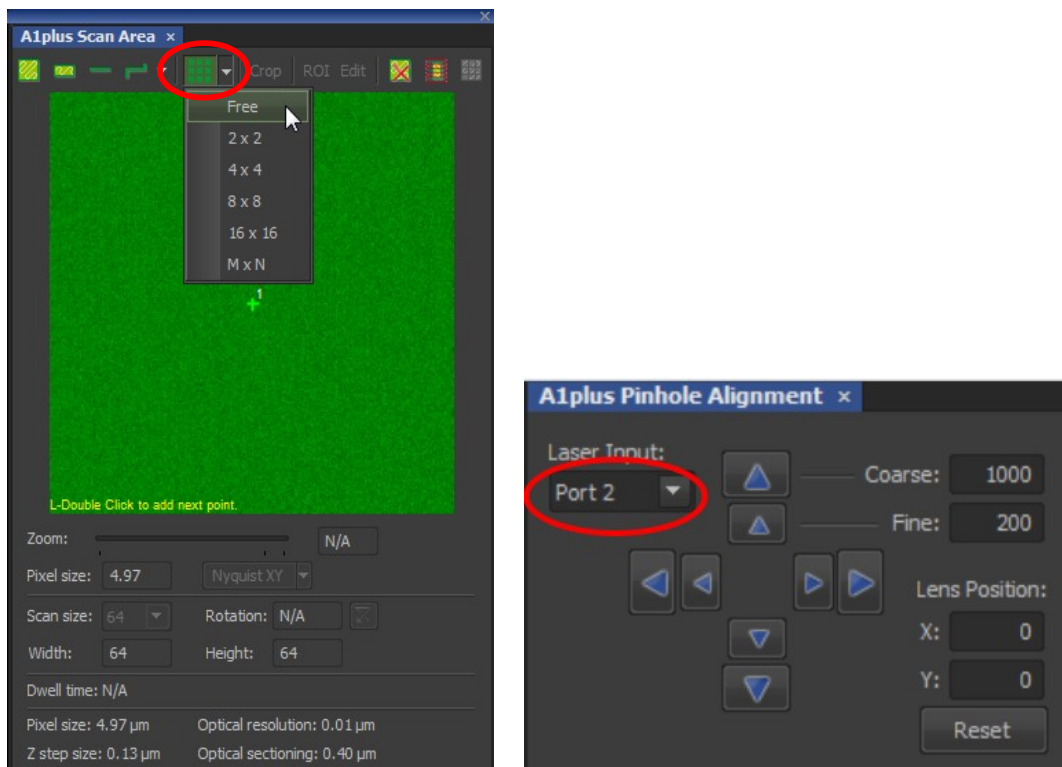 A1plus Scan Area ×
Crop ROI Edit
Free
2 x 2
4 x 4
8 x 8
16 x 16
M x N
1
L-Double Click to add next point.
Zoom: N/A
Pixel size: 4.97 Nyquist XY
Scan size: 64 Rotation: N/A
Width: 64 Height: 64
Dwell time: N/A
Pixel size: 4.97 µm Optical resolution: 0.01 µm
Z step size: 0.13 µm Optical sectioning: 0.40 µm
A1plus Pinhole Alignment ×
Laser Input:
Port 2
Coarse: 1000
Fine: 200
Lens Position:
X: 0
Y: 0
Reset